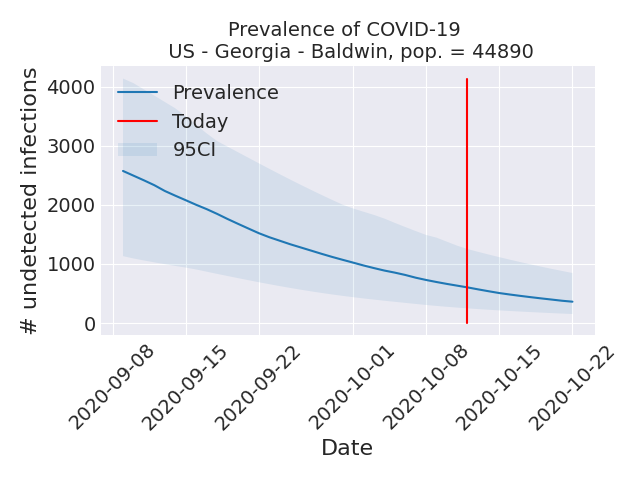 Prevalence of COVID-19
US - Georgia - Baldwin, pop. = 44890
# undetected infections
4000
3000
2000
1000
0
Prevalence
Today
95CI
2020-09-08
2020-09-15
2020-09-22
2020-10-01
2020-10-08
2020-10-15
2020-10-22
Date